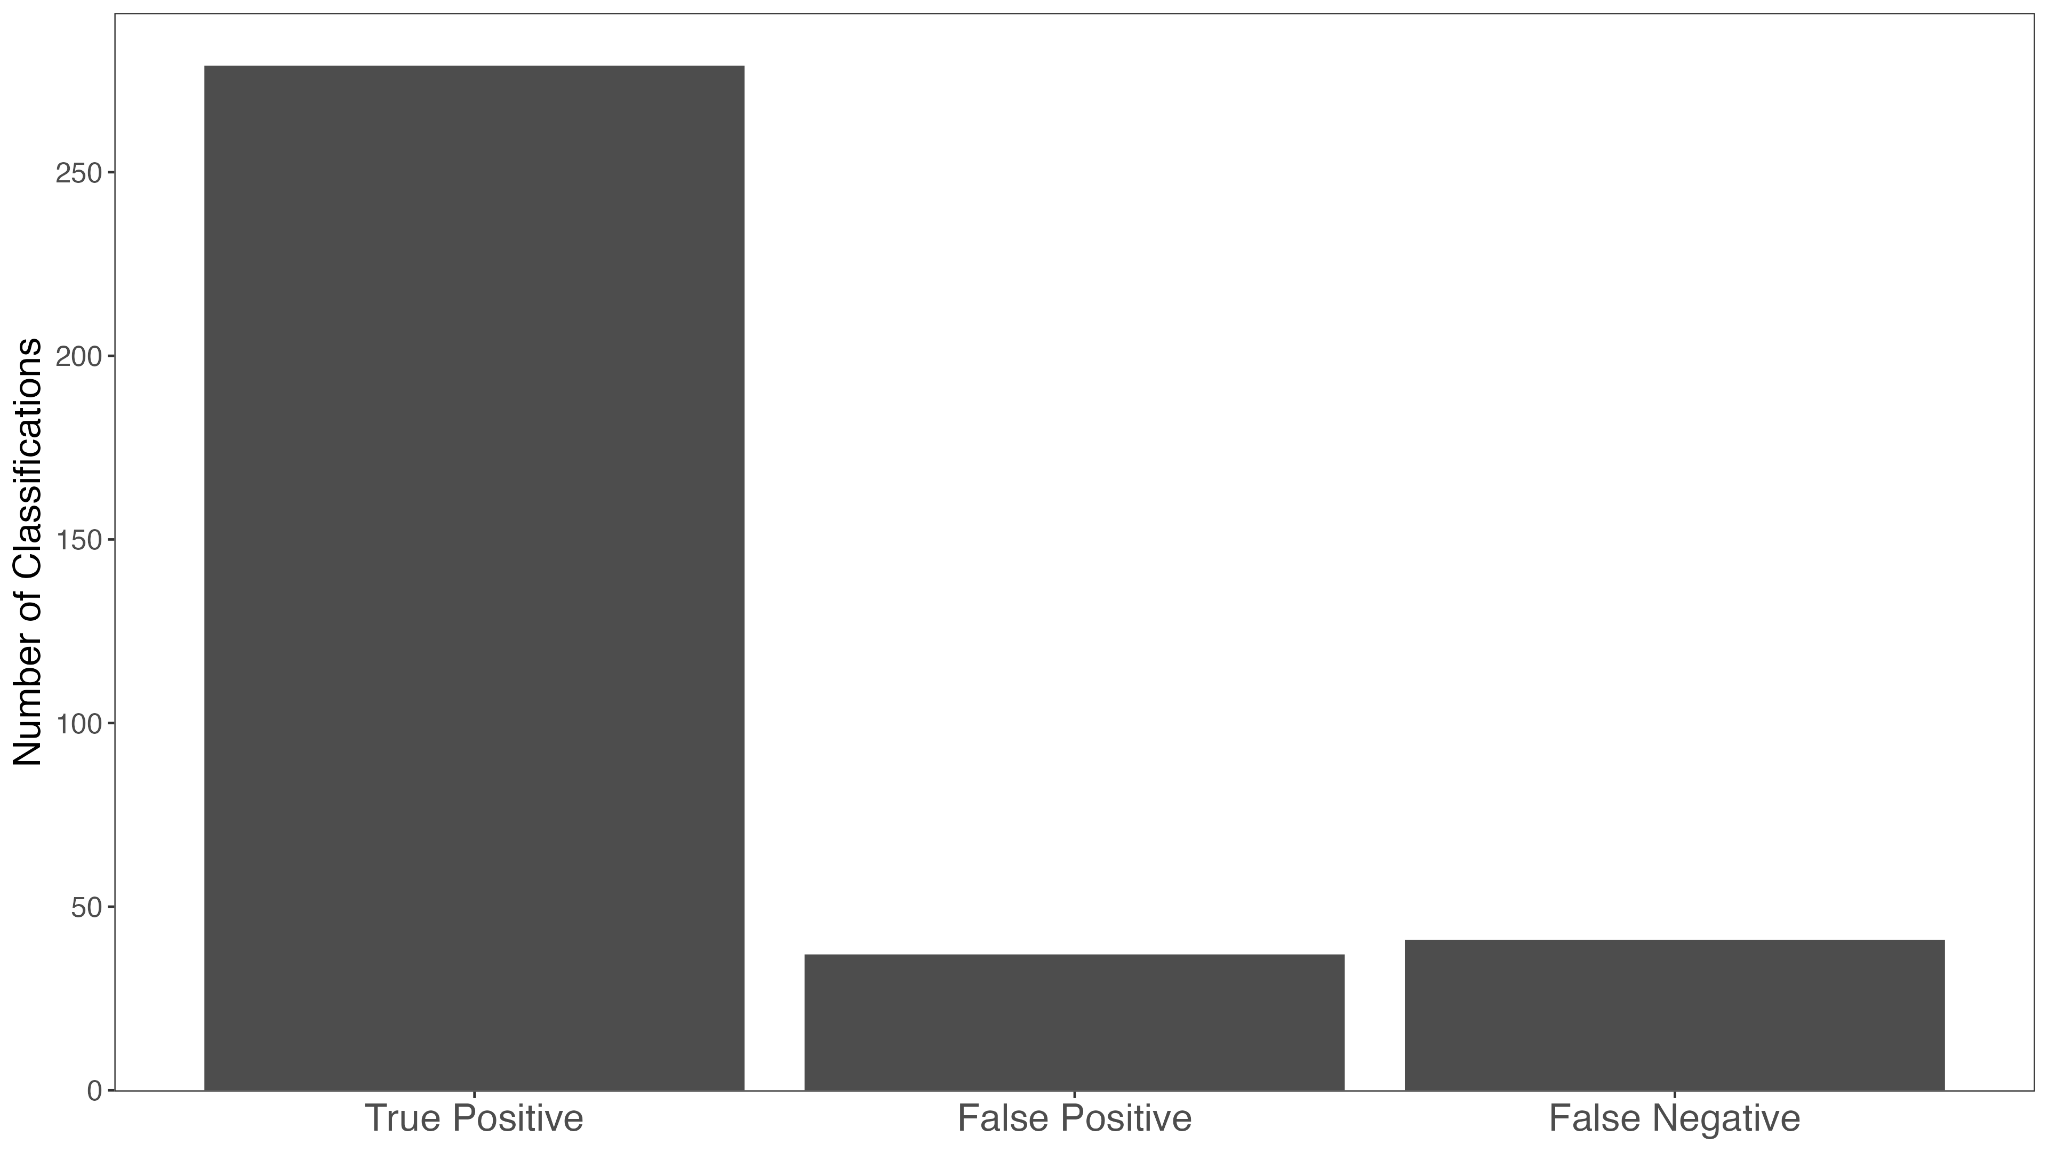 Number of Classifications
250
200
150
100
50
0
True Positive
False Positive
False Negative